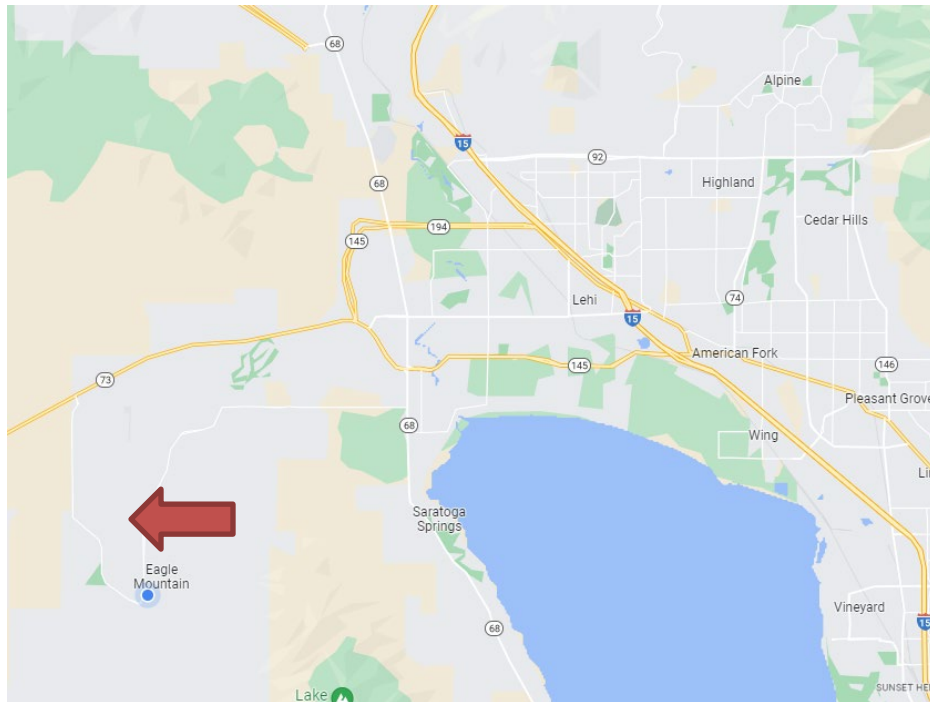 68
Alpine
15
92
68
Highland
Cedar Hills
194
145
74
Lehi
15
American Fork
145
146
73
Pleasant Grove
68
Wing
Saratoga
Springs
Eagle
Mountain
Vineyard
15
68
SUNSET HE
Lake